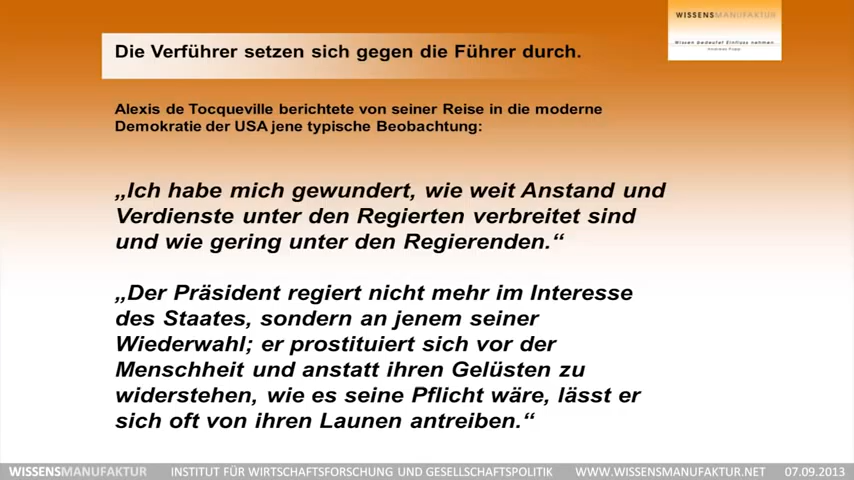 WISSENSMANUFAKTUR
Wissen bedeutet Einfluss nehmen
Die Verführer setzen sich gegen die Führer durch.
Alexis de Tocqueville berichtete von seiner Reise in die moderne
Demokratie der USA jene typische Beobachtung:
„Ich habe mich gewundert, wie weit Anstand und
Verdienste unter den Regierten verbreitet sind
und wie gering unter den Regierenden.“
„Der Präsident regiert nicht mehr im Interesse
des Staates, sondern an jenem seiner
Wiederwahl; er prostituiert sich vor der
Menschheit und anstatt ihren Gelüsten zu
widerstehen, wie es seine Pflicht wäre, lässt er
sich oft von ihren Launen antreiben.“
WISSENSMANUFAKTUR INSTITUT FÜR WIRTSCHAFTSFORSCHUNG UND GESELLSCHAFTSPOLITIK WWW.WISSENSMANUFAKTUR.NET 07.09.2013